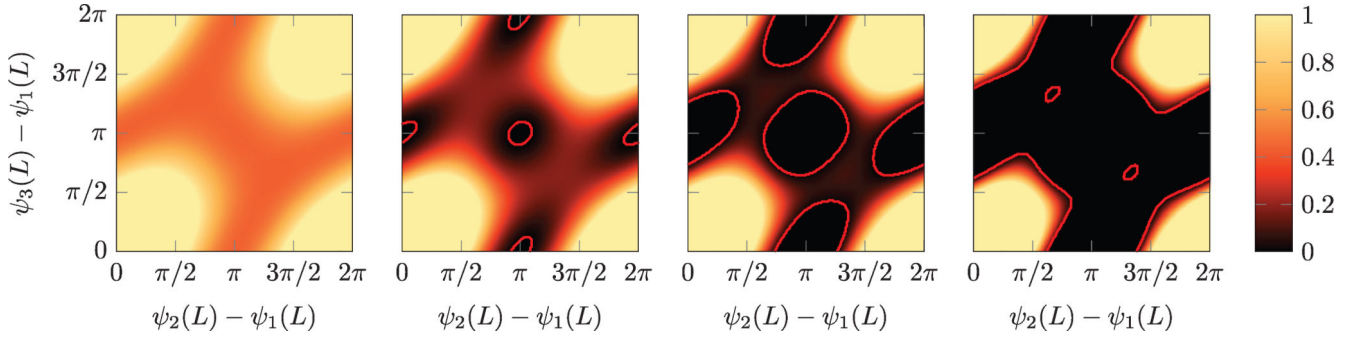 2π
3π/2
π
π/2
0
ψ₃(L) − ψ₁(L)
0 π/2 π 3π/2 2π
0 π/2 π 3π/2 2π
0 π/2 π 3π/2 2π
0 π/2 π 3π/2 2π
ψ₂(L) − ψ₁(L)
ψ₂(L) − ψ₁(L)
ψ₂(L) − ψ₁(L)
ψ₂(L) − ψ₁(L)
1
0.8
0.6
0.4
0.2
0